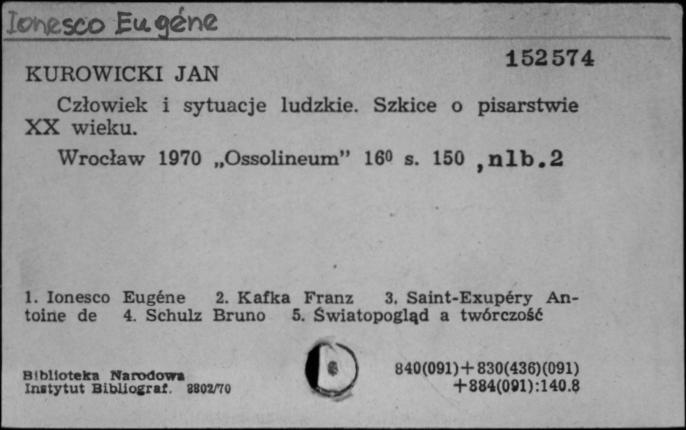 Ionesco Eugéne
152574
KUROWICKI JAN
Człowiek i sytuacje ludzkie. Szkice o pisarstwie
XX wieku.
Wrocław 1970 „Ossolineum” 16⁰ s. 150 , nlb. 2
1. Ionesco Eugéne 2. Kafka Franz 3. Saint-Exupéry An-
toine de 4. Schulz Bruno 5. Światopogląd a twórczość
Biblioteka Narodowa
Instytut Bibliograf. 8802/70
840(091)+830(436)(091)
+884(091):140.8